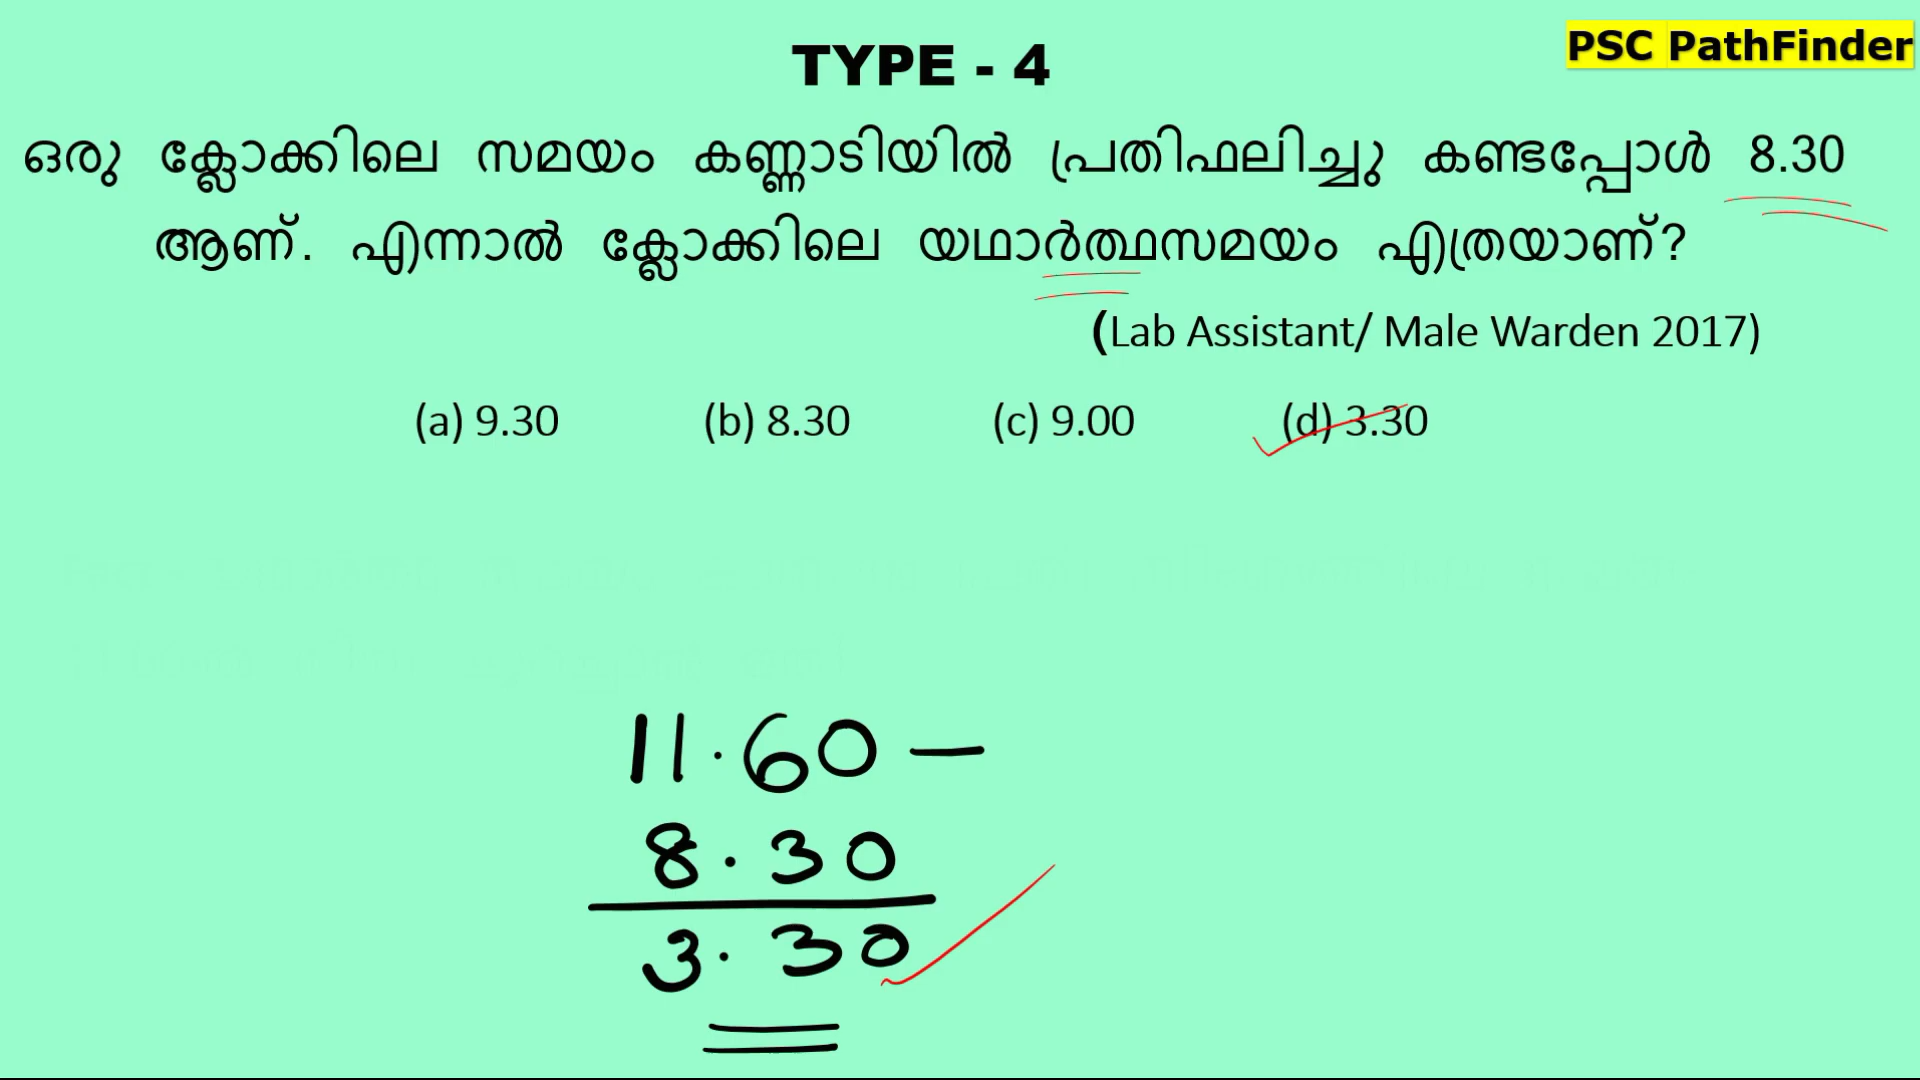 TYPE - 4
PSC PathFinder
ഒരു ക്ലോക്കിലെ സമയം കണ്ണാടിയിൽ പ്രതിഫലിച്ചു കണ്ടപ്പോൾ 8.30
ആണ്. എന്നാൽ ക്ലോക്കിലെ യഥാർത്ഥസമയം എത്രയാണ്?
(Lab Assistant/ Male Warden 2017)
(a) 9.30 (b) 8.30 (c) 9.00 (d) 3.30
11.60 –
8.30
3.30